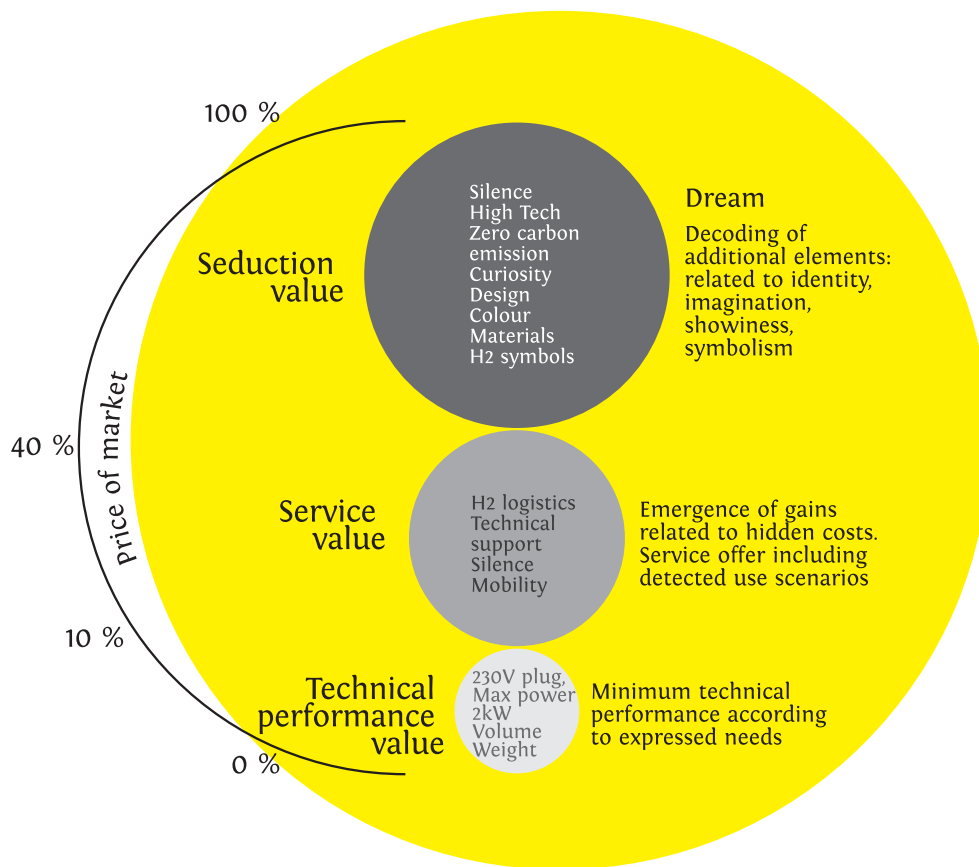 100 %
40 %
10 %
0 %
Price of market
Seduction
value
Silence
High Tech
Zero carbon
emission
Curiosity
Design
Colour
Materials
H2 symbols
Dream
Decoding of
additional elements:
related to identity,
imagination,
showiness,
symbolism
Service
value
H2 logistics
Technical
support
Silence
Mobility
Emergence of gains
related to hidden costs.
Service offer including
detected use scenarios
Technical
performance
value
230V plug,
Max power
2kW
Volume
Weight
Minimum technical
performance according
to expressed needs